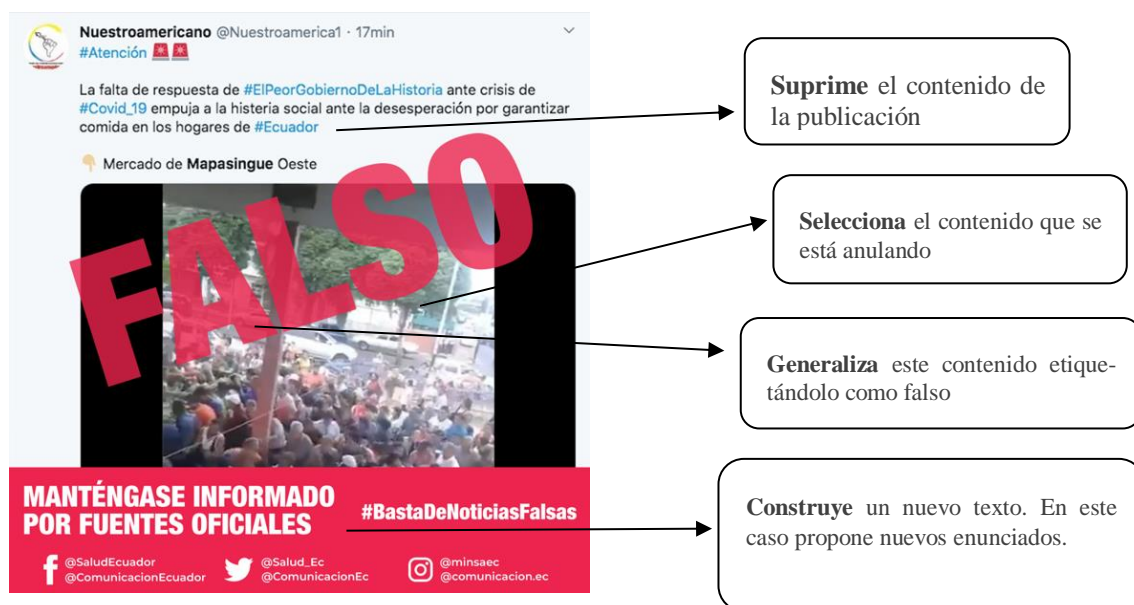 Nuestroamericano @Nuestroamerica1 · 17min
#Atención 🚨🚨
La falta de respuesta de #ElPeorGobiernoDeLaHistoria ante crisis de
#Covid_19 empuja a la histeria social ante la desesperación por garantizar
comida en los hogares de #Ecuador
👇🏼 Mercado de Mapasingue Oeste
FALSO
MANTÉNGASE INFORMADO
POR FUENTES OFICIALES
#BastaDeNoticiasFalsas
@SaludEcuador
@ComunicacionEcuador
@Salud_Ec
@ComunicacionEc
@minsaec
@comunicacion.ec
Suprime el contenido de
la publicación
Selecciona el contenido que se
está anulando
Generaliza este contenido etique-
tándolo como falso
Construye un nuevo texto. En este
caso propone nuevos enunciados.